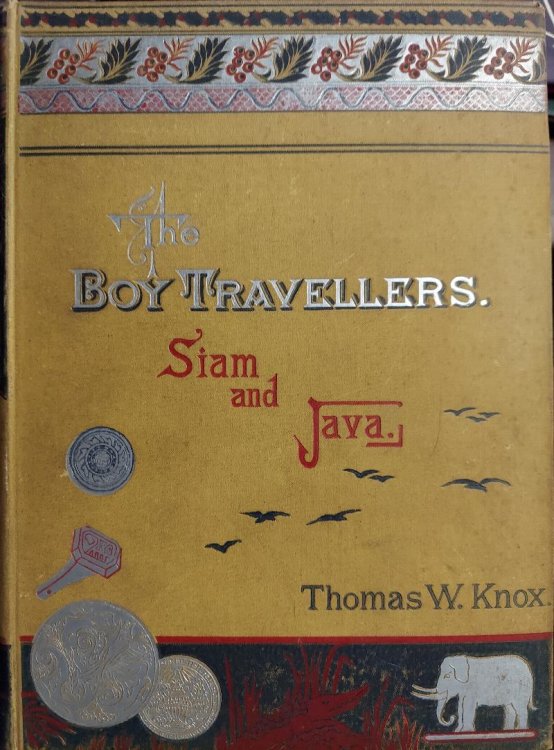 The
BOY TRAVELLERS.
Siam
and
Java.
Thomas W. Knox.